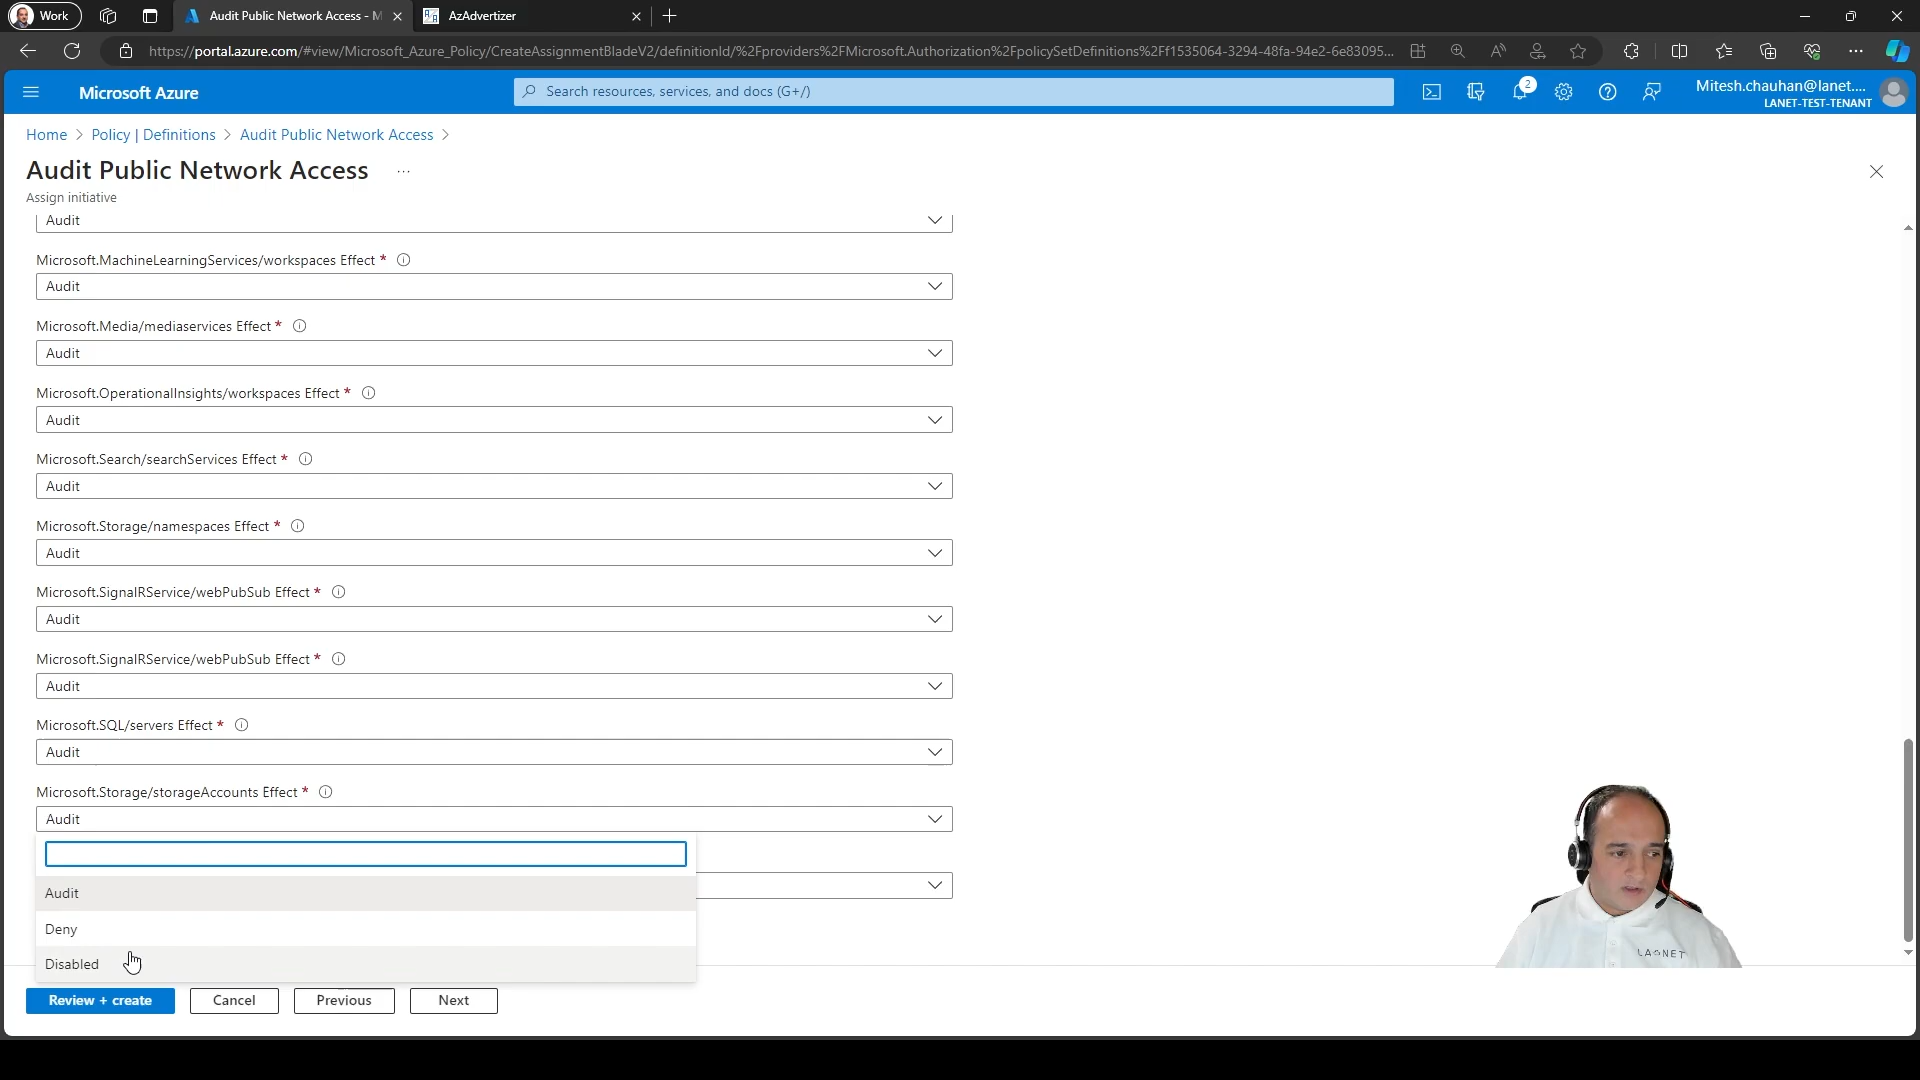 Work
Audit Public Network Access - M
AzAdvertizer
https://portal.azure.com/#view/Microsoft_Azure_Policy/CreateAssignmentBladeV2/definitionId/%2Fproviders%2FMicrosoft.Authorization%2FpolicySetDefinitions%2Ff1535064-3294-48fa-94e2-6e83095...
Microsoft Azure
Search resources, services, and docs (G+/)
2
Mitesh.chauhan@lanet....
LANET-TEST-TENANT
Home > Policy | Definitions > Audit Public Network Access >
Audit Public Network Access ...
Assign initiative
Audit
Microsoft.MachineLearningServices/workspaces Effect *
Audit
Microsoft.Media/mediaservices Effect *
Audit
Microsoft.OperationalInsights/workspaces Effect *
Audit
Microsoft.Search/searchServices Effect *
Audit
Microsoft.Storage/namespaces Effect *
Audit
Microsoft.SignalRService/webPubSub Effect *
Audit
Microsoft.SignalRService/webPubSub Effect *
Audit
Microsoft.SQL/servers Effect *
Audit
Microsoft.Storage/storageAccounts Effect *
Audit
Audit
Deny
Disabled
LA NET
Review + create
Cancel
Previous
Next